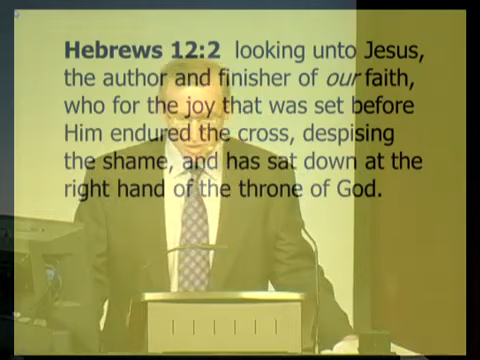 Hebrews 12:2 looking unto Jesus,
the author and finisher of our faith,
who for the joy that was set before
Him endured the cross, despising
the shame, and has sat down at the
right hand of the throne of God.